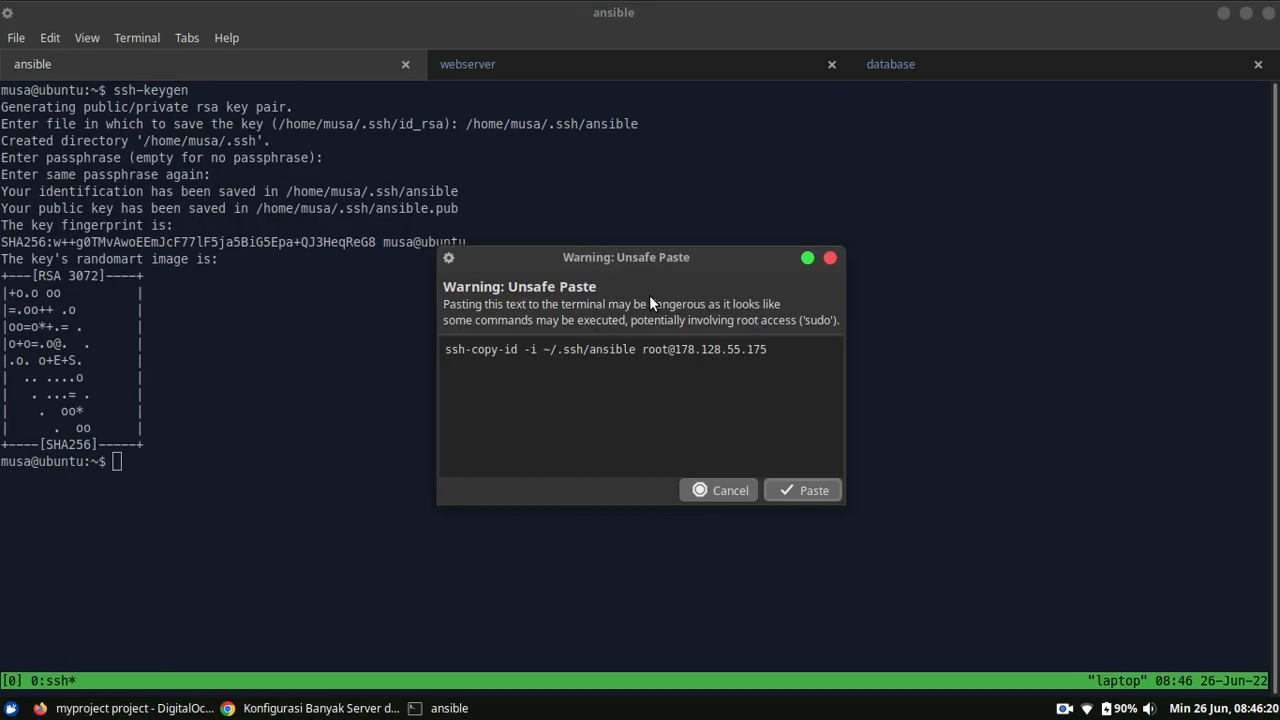 ansible
File Edit View Terminal Tabs Help
ansible webserver database
musa@ubuntu:~$ ssh-keygen
Generating public/private rsa key pair.
Enter file in which to save the key (/home/musa/.ssh/id_rsa): /home/musa/.ssh/ansible
Created directory '/home/musa/.ssh'.
Enter passphrase (empty for no passphrase):
Enter same passphrase again:
Your identification has been saved in /home/musa/.ssh/ansible
Your public key has been saved in /home/musa/.ssh/ansible.pub
The key fingerprint is:
SHA256:w++g0TMvAwoEEmJcF77lF5ja5BiG5Epa+QJ3HeqReG8 musa@ubuntu
The key's randomart image is:
+---[RSA 3072]----+
|+o.o oo          |
|=.oo++ .o        |
|oo=o*+.= .       |
|o+o=.o@.  .      |
|.o. o+E+S.       |
|  .. ....o       |
|   . ...= .      |
|    .  oo*       |
|      .  oo      |
+----[SHA256]-----+
musa@ubuntu:~$
Warning: Unsafe Paste
Warning: Unsafe Paste
Pasting this text to the terminal may be dangerous as it looks like
some commands may be executed, potentially involving root access ('sudo').
ssh-copy-id -i ~/.ssh/ansible root@178.128.55.175
Cancel Paste
[0] 0:ssh* "laptop" 08:46 26-Jun-22
myproject project - DigitalOc... Konfigurasi Banyak Server d... ansible 90% Min 26 Jun, 08:46:20